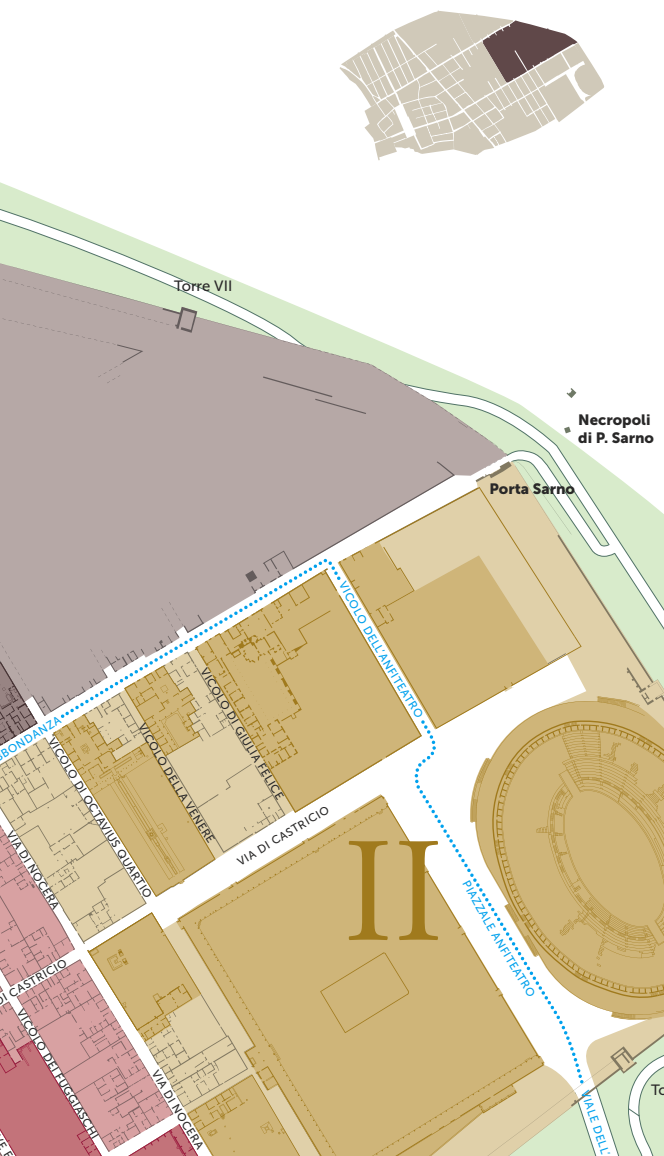 Torre VII
Necropoli
di P. Sarno
Porta Sarno
VICOLO DELL'ANFITEATRO
BBONDANZA
VICOLO DI GIULIA FELICE
VICOLO DELLA VENERE
VICOLO DI OCTAVIUS QUARTIO
VIA DI CASTRICIO
VIA DI NOCERA
II
PIAZZALE ANFITEATRO
DI CASTRICIO
VICOLO DEI FUGGIASCHI
VIA DI NOCERA
To
VIALE DELL'